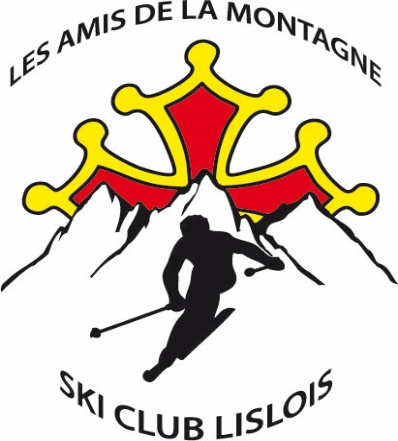 LES AMIS DE LA MONTAGNE
SKI CLUB LISLOIS